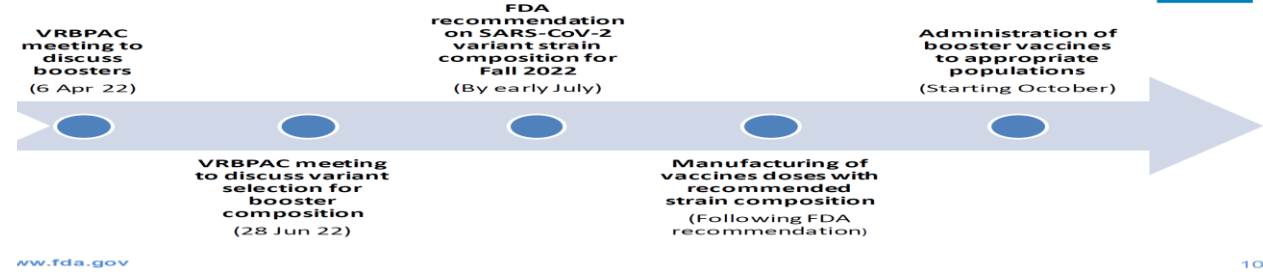 VRBPAC
meeting to
discuss
boosters
(6 Apr 22)
VRBPAC meeting
to discuss variant
selection for
booster
composition
(28 Jun 22)
FDA
recommendation
on SARS-CoV-2
variant strain
composition for
Fall 2022
(By early July)
Manufacturing of
vaccines doses with
recommended
strain composition
(Following FDA
recommendation)
Administration of
booster vaccines
to appropriate
populations
(Starting October)
ww.fda.gov
10